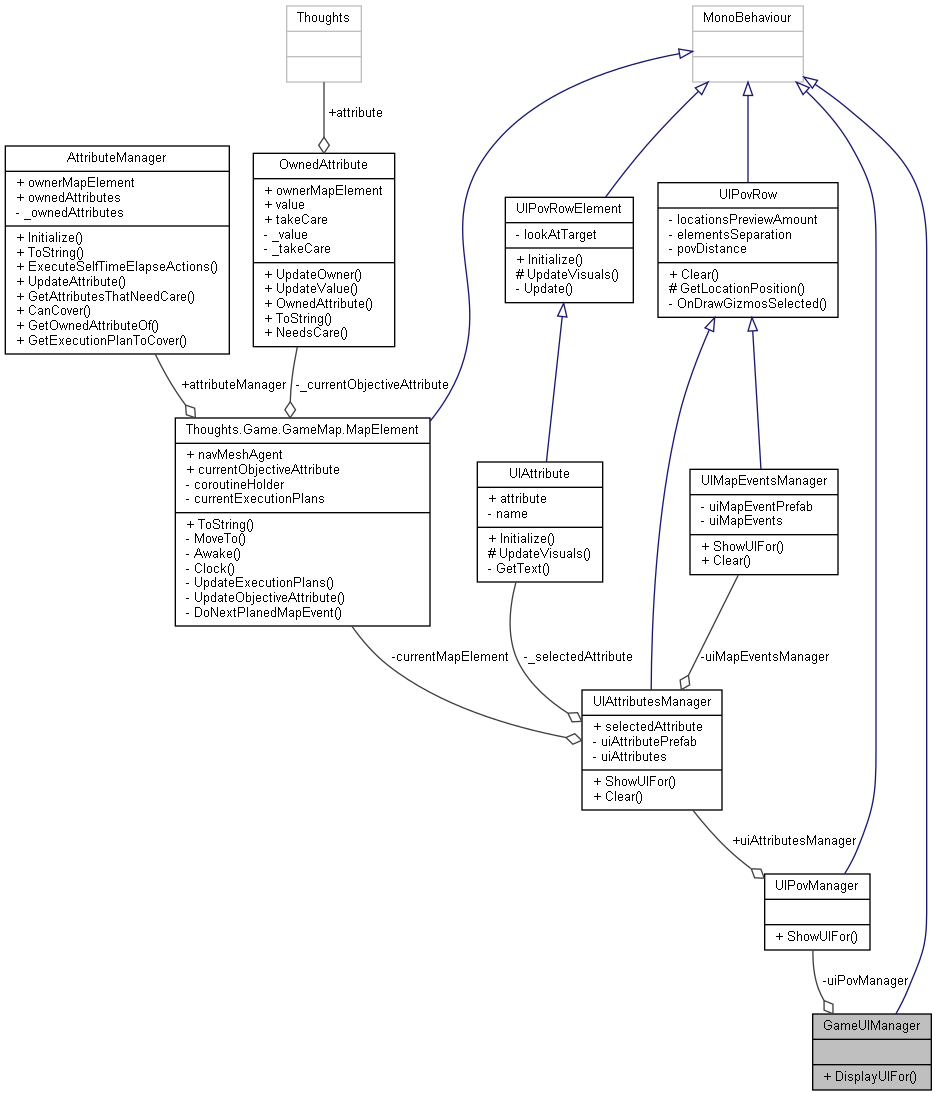 Thoughts
MonoBehaviour
+attribute
AttributeManager
+ ownerMapElement
+ ownedAttributes
- _ownedAttributes
+ Initialize()
+ ToString()
+ ExecuteSelfTimeElapseActions()
+ UpdateAttribute()
+ GetAttributesThatNeedCare()
+ CanCover()
+ GetOwnedAttributeOf()
+ GetExecutionPlanToCover()
OwnedAttribute
+ ownerMapElement
+ value
+ takeCare
- _value
- _takeCare
+ UpdateOwner()
+ UpdateValue()
+ OwnedAttribute()
+ ToString()
+ NeedsCare()
UIPovRowElement
- lookAtTarget
+ Initialize()
# UpdateVisuals()
- Update()
UIPovRow
- locationsPreviewAmount
- elementsSeparation
- povDistance
+ Clear()
# GetLocationPosition()
- OnDrawGizmosSelected()
+attributeManager
-_currentObjectiveAttribute
Thoughts.Game.GameMap.MapElement
+ navMeshAgent
+ currentObjectiveAttribute
- coroutineHolder
- currentExecutionPlans
+ ToString()
- MoveTo()
- Awake()
- Clock()
- UpdateExecutionPlans()
- UpdateObjectiveAttribute()
- DoNextPlanedMapEvent()
UIAttribute
+ attribute
- name
+ Initialize()
# UpdateVisuals()
- GetText()
UIMapEventsManager
- uiMapEventPrefab
- uiMapEvents
+ ShowUIFor()
+ Clear()
-currentMapElement
-_selectedAttribute
-uiMapEventsManager
UIAttributesManager
+ selectedAttribute
- uiAttributePrefab
- uiAttributes
+ ShowUIFor()
+ Clear()
+uiAttributesManager
UIPovManager
+ ShowUIFor()
-uiPovManager
GameUIManager
+ DisplayUIFor()